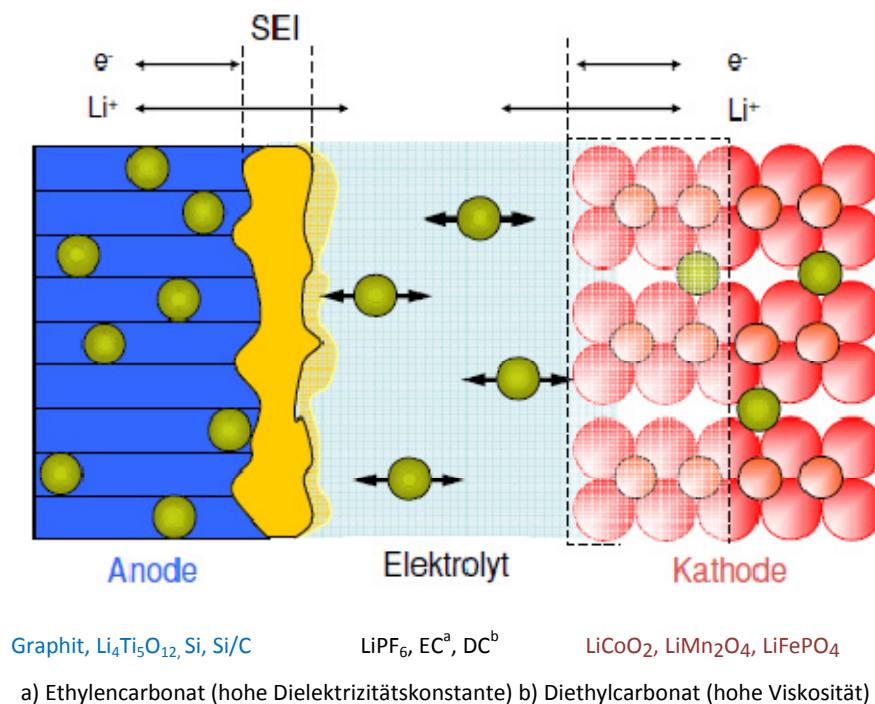 SEI
e⁻ e⁻
Li⁺ Li⁺
Anode Elektrolyt Kathode
Graphit, Li₄Ti₅O₁₂, Si, Si/C LiPF₆, ECᵃ, DCᵇ LiCoO₂, LiMn₂O₄, LiFePO₄
a) Ethylencarbonat (hohe Dielektrizitätskonstante) b) Diethylcarbonat (hohe Viskosität)